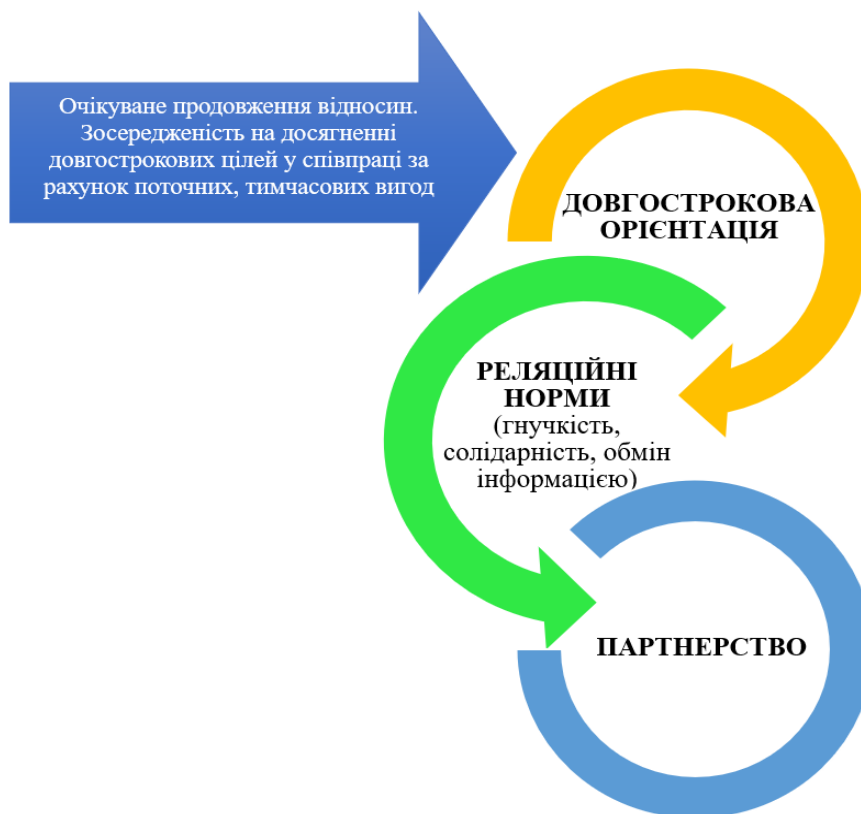 Очікуване продовження відносин.
Зосередженість на досягненні
довгострокових цілей у співпраці за
рахунок поточних, тимчасових вигод
ДОВГОСТРОКОВА
ОРІЄНТАЦІЯ
РЕЛЯЦІЙНІ
НОРМИ
(гнучкість,
солідарність, обмін
інформацією)
ПАРТНЕРСТВО